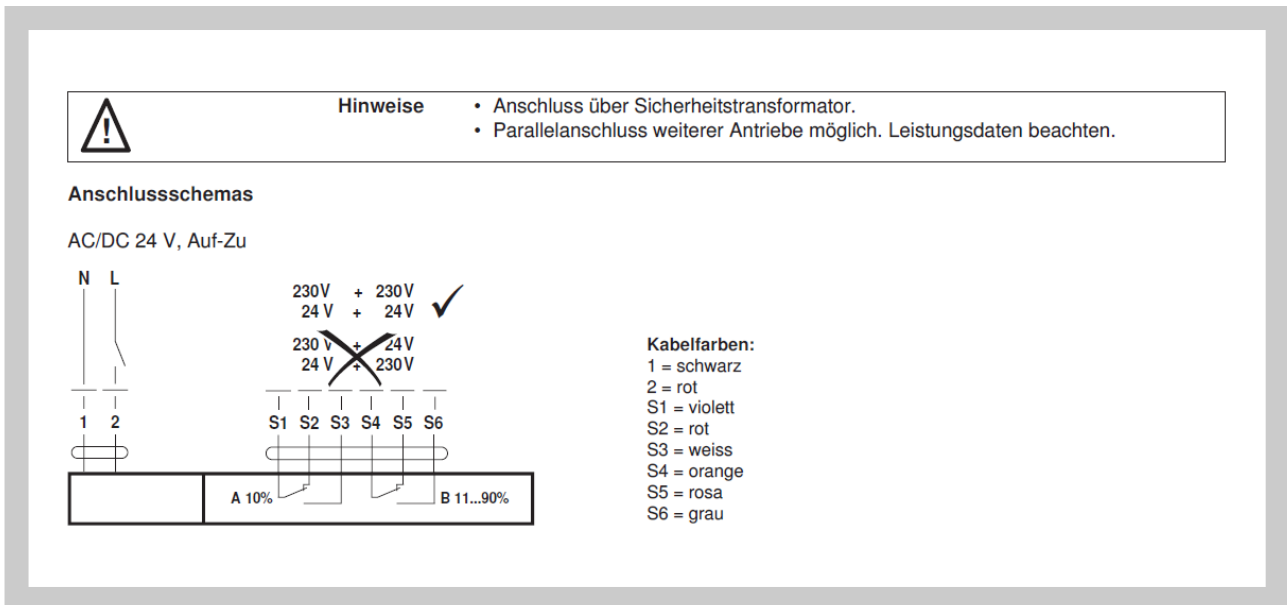 Hinweise
• Anschluss über Sicherheitstransformator.
• Parallelanschluss weiterer Antriebe möglich. Leistungsdaten beachten.
Anschlussschemas
AC/DC 24 V, Auf-Zu
N L
230V + 230V
24 V + 24V
230 V + 24V
24 V + 230V
1 2 S1 S2 S3 S4 S5 S6
A 10% B 11...90%
Kabelfarben:
1 = schwarz
2 = rot
S1 = violett
S2 = rot
S3 = weiss
S4 = orange
S5 = rosa
S6 = grau